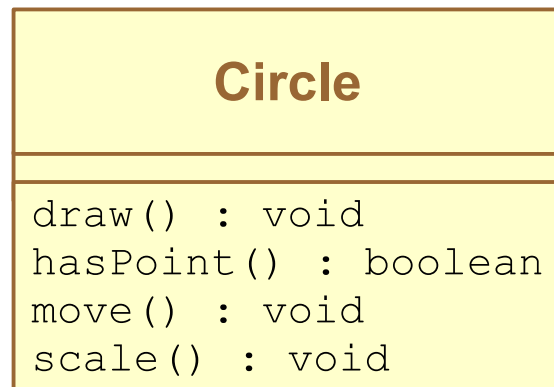 Circle
draw() : void
hasPoint() : boolean
move() : void
scale() : void